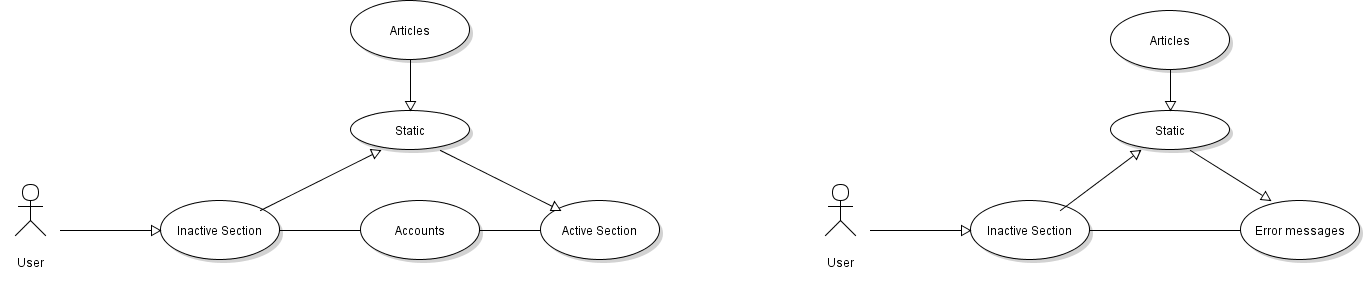 Articles
Static
Inactive Section
Accounts
Active Section
User
Articles
Static
Inactive Section
Error messages
User